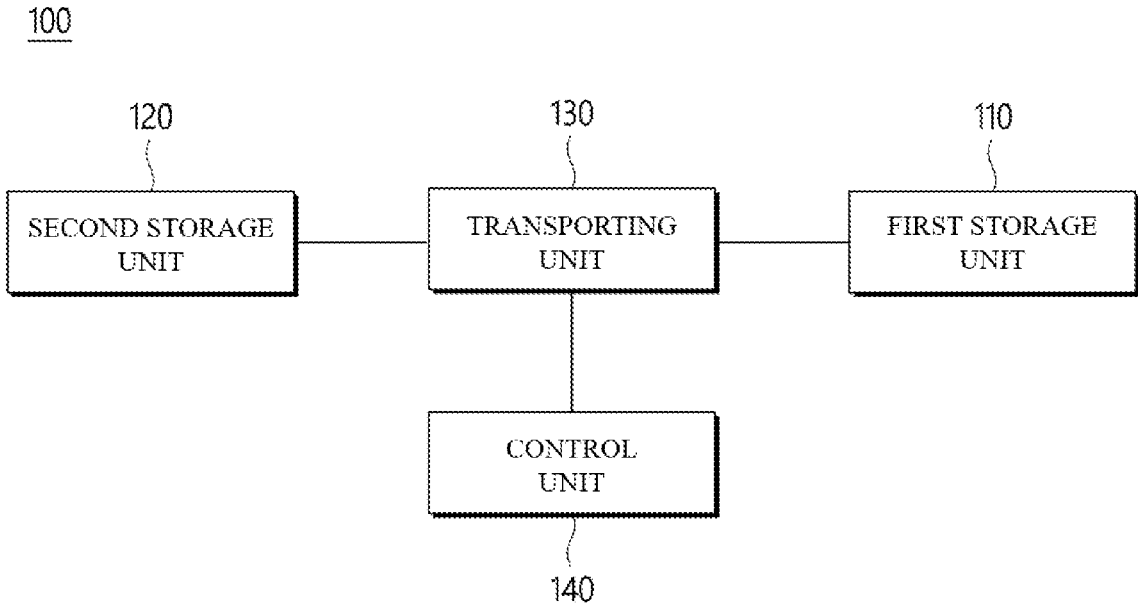 100
120
130
110
SECOND STORAGE
UNIT
TRANSPORTING
UNIT
FIRST STORAGE
UNIT
CONTROL
UNIT
140